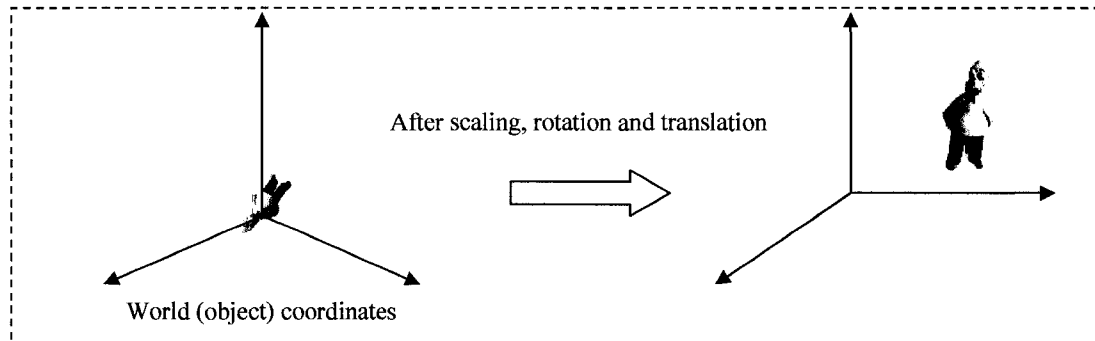 After scaling, rotation and translation
World (object) coordinates